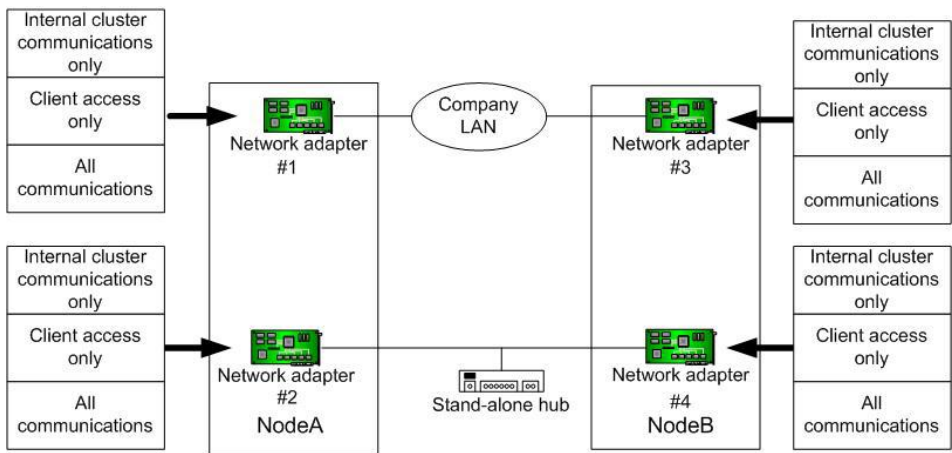 Internal cluster
communications
only
Client access
only
All
communications
Network adapter
#1
Company
LAN
Network adapter
#3
Internal cluster
communications
only
Client access
only
All
communications
Internal cluster
communications
only
Client access
only
All
communications
Network adapter
#2
NodeA
Stand-alone hub
Network adapter
#4
NodeB
Internal cluster
communications
only
Client access
only
All
communications